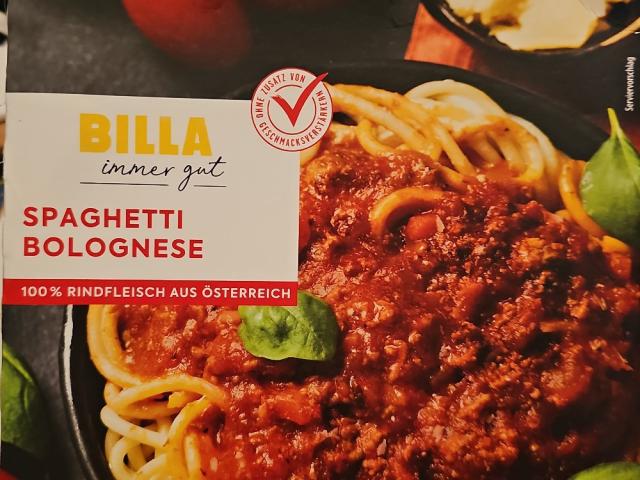 BILLA
immer gut
SPAGHETTI
BOLOGNESE
100% RINDFLEISCH AUS ÖSTERREICH
OHNE ZUSATZ VON
GESCHMACKSVERSTÄRKERN
Serviervorschlag